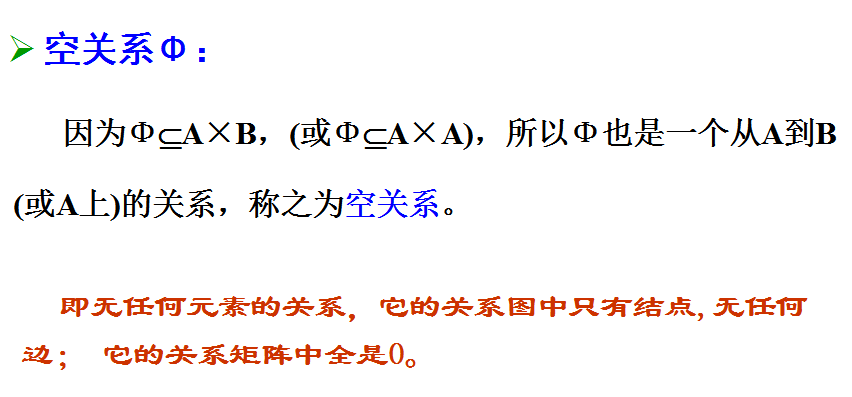 ➢ 空关系Φ：
因为Φ⊆A×B，(或Φ⊆A×A)，所以Φ也是一个从A到B
(或A上)的关系，称之为空关系。
即无任何元素的关系，它的关系图中只有结点,无任何
边； 它的关系矩阵中全是0。